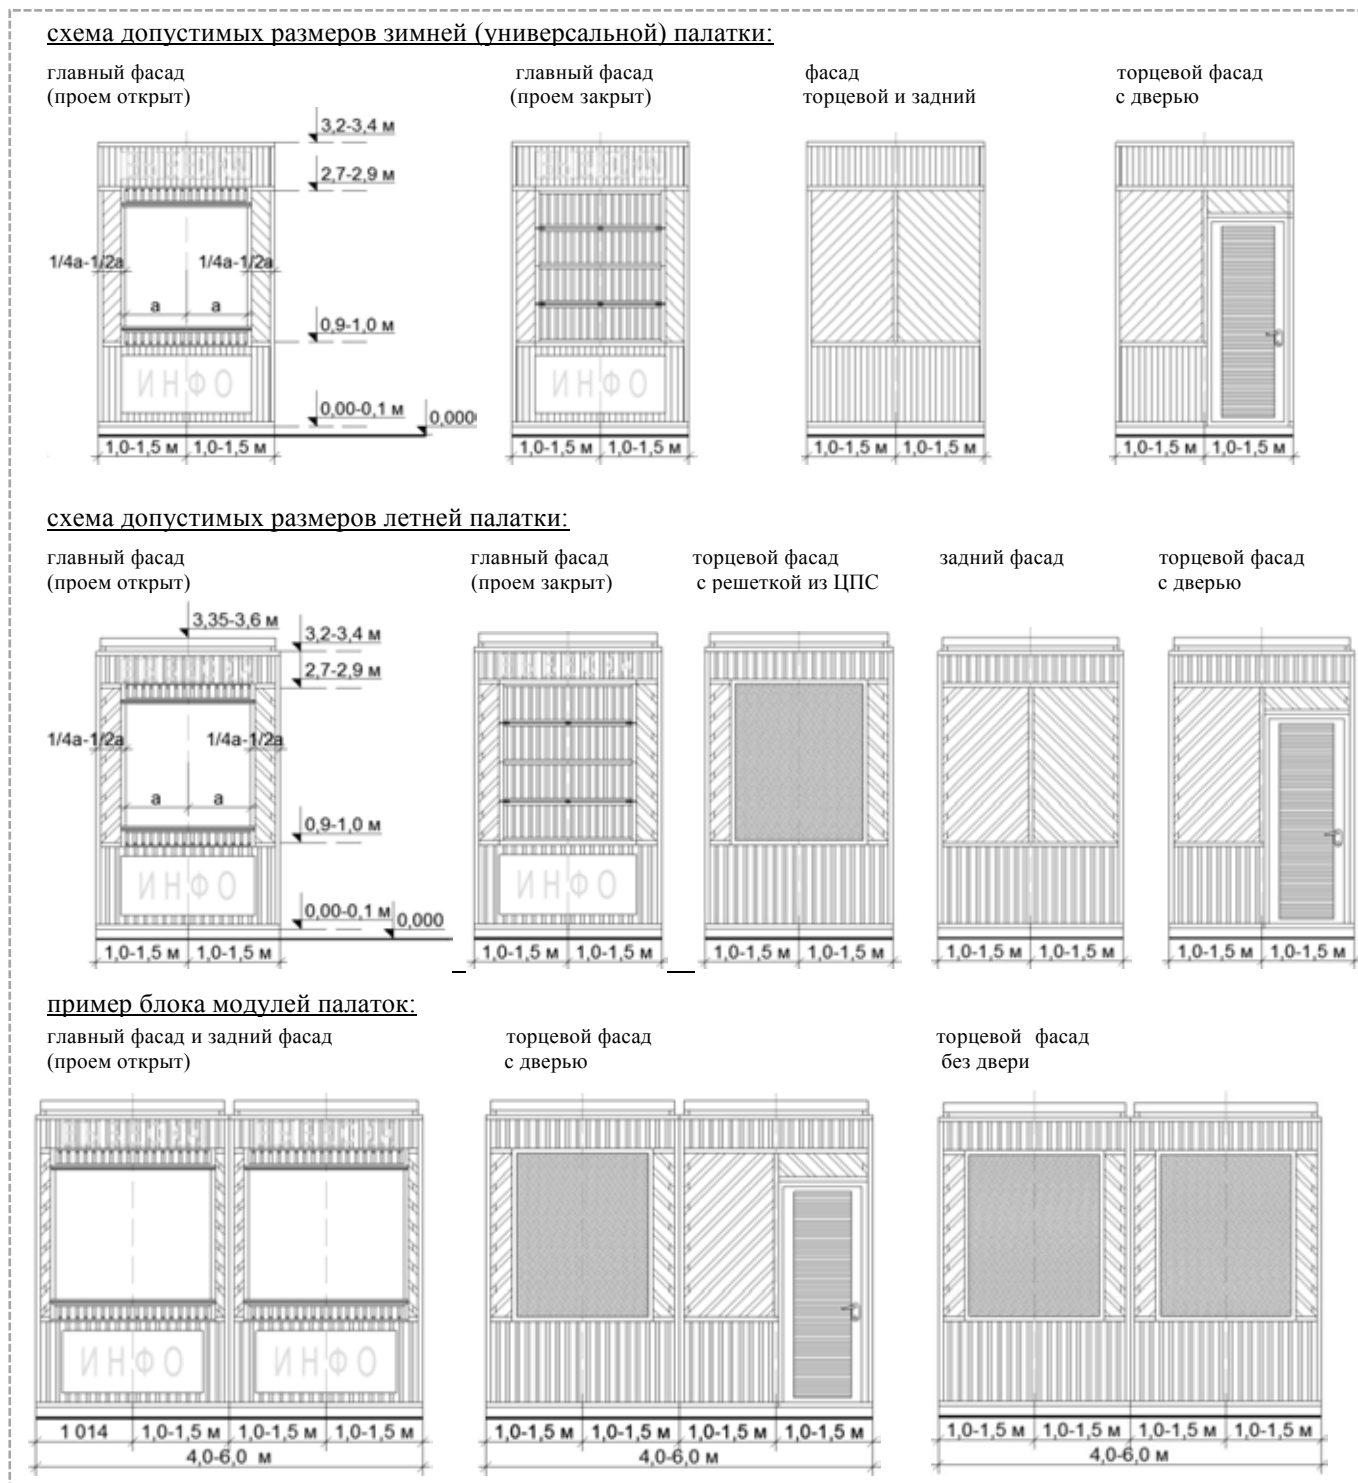 схема допустимых размеров зимней (универсальной) палатки:
главный фасад
(проем открыт)
главный фасад
(проем закрыт)
фасад
торцевой и задний
торцевой фасад
с дверью
3,2-3,4 м
2,7-2,9 м
1/4а-1/2а 1/4а-1/2а
а а
0,9-1,0 м
ИНФО
ИНФО
0,00-0,1 м
0,000
1,0-1,5 м 1,0-1,5 м
1,0-1,5 м 1,0-1,5 м
1,0-1,5 м 1,0-1,5 м
1,0-1,5 м 1,0-1,5 м
схема допустимых размеров летней палатки:
главный фасад
(проем открыт)
главный фасад
(проем закрыт)
торцевой фасад
с решеткой из ЦПС
задний фасад
торцевой фасад
с дверью
3,35-3,6 м
3,2-3,4 м
2,7-2,9 м
1/4а-1/2а 1/4а-1/2а
а а
0,9-1,0 м
ИНФО
ИНФО
0,00-0,1 м
0,000
1,0-1,5 м 1,0-1,5 м
1,0-1,5 м 1,0-1,5 м
1,0-1,5 м 1,0-1,5 м
1,0-1,5 м 1,0-1,5 м
1,0-1,5 м 1,0-1,5 м
пример блока модулей палаток:
главный фасад и задний фасад
(проем открыт)
торцевой фасад
с дверью
торцевой фасад
без двери
ИНФО
ИНФО
1 014 1,0-1,5 м 1,0-1,5 м 1,0-1,5 м
4,0-6,0 м
1,0-1,5 м 1,0-1,5 м 1,0-1,5 м 1,0-1,5 м
4,0-6,0 м
1,0-1,5 м 1,0-1,5 м 1,0-1,5 м 1,0-1,5 м
4,0-6,0 м